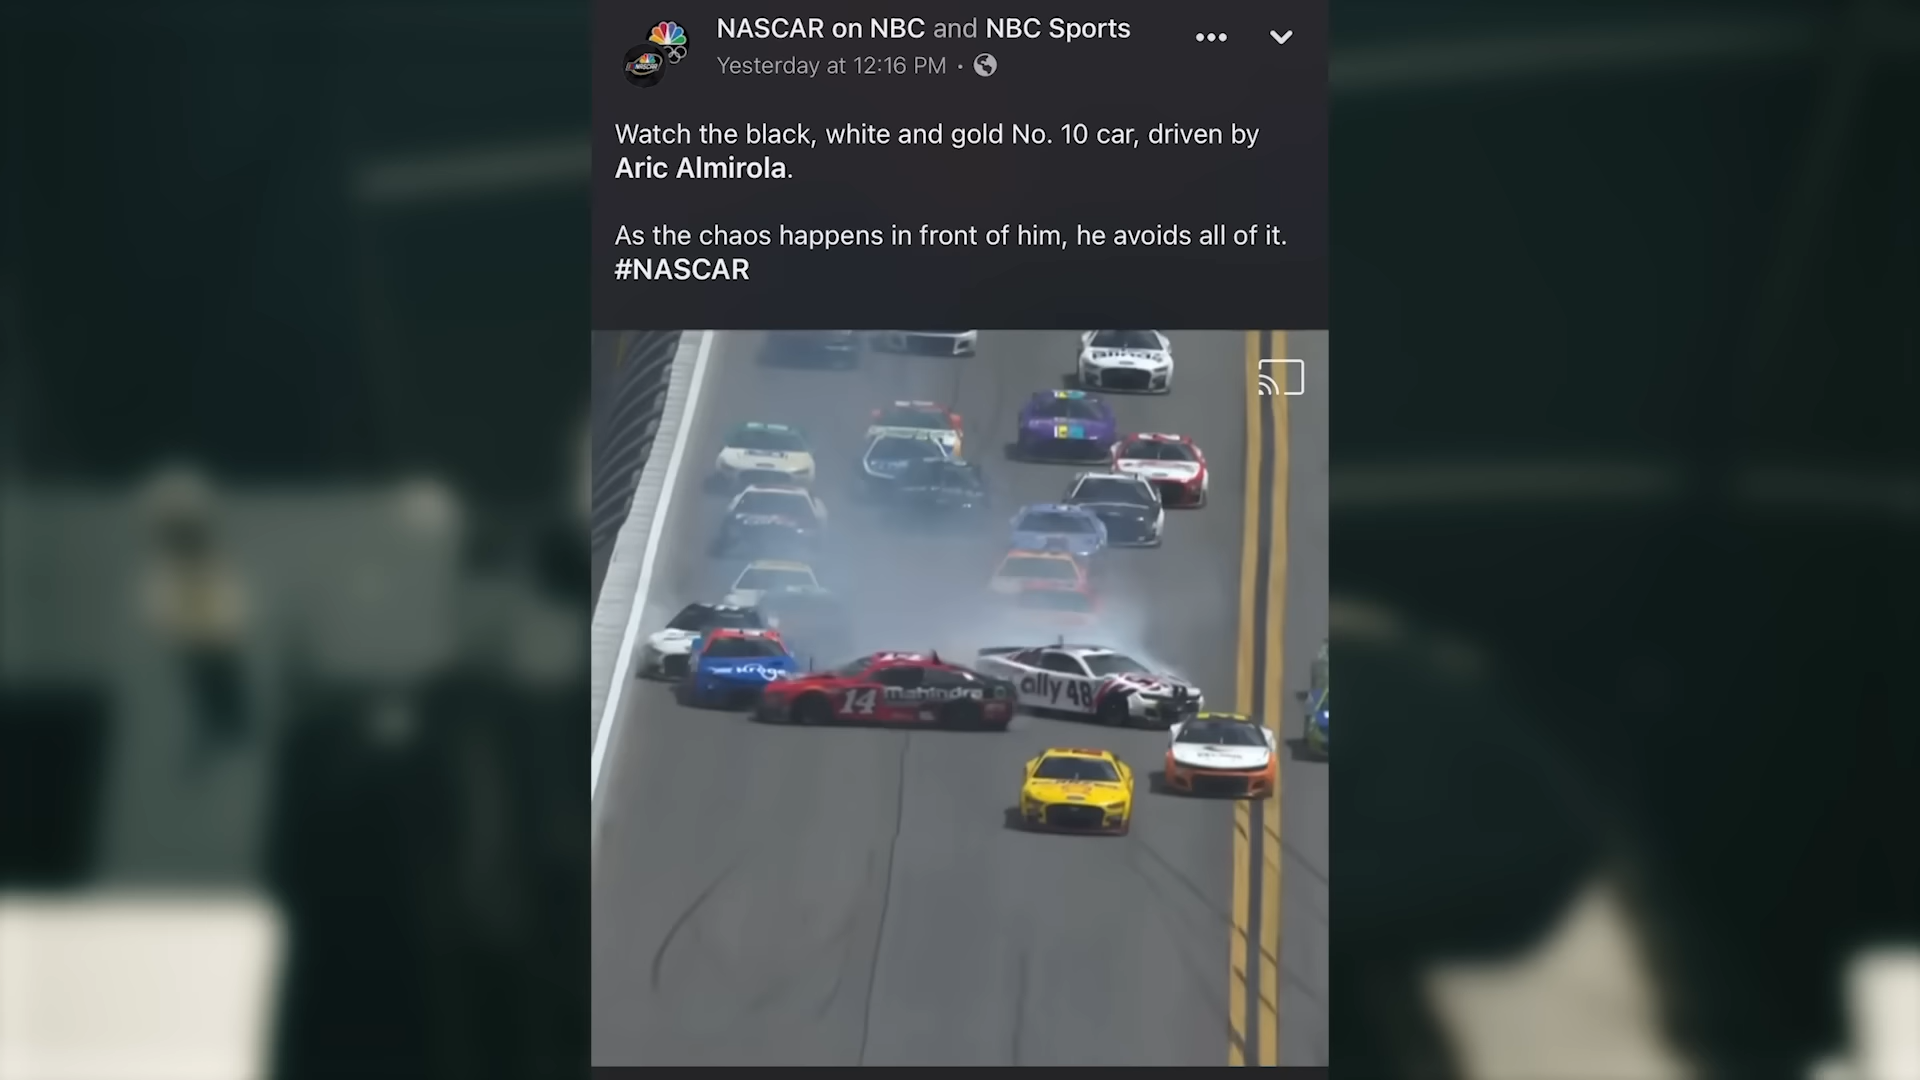 NASCAR on NBC and NBC Sports
Yesterday at 12:16 PM ·
Watch the black, white and gold No. 10 car, driven by
Aric Almirola.
As the chaos happens in front of him, he avoids all of it.
#NASCAR
14 mahindra
ally 48